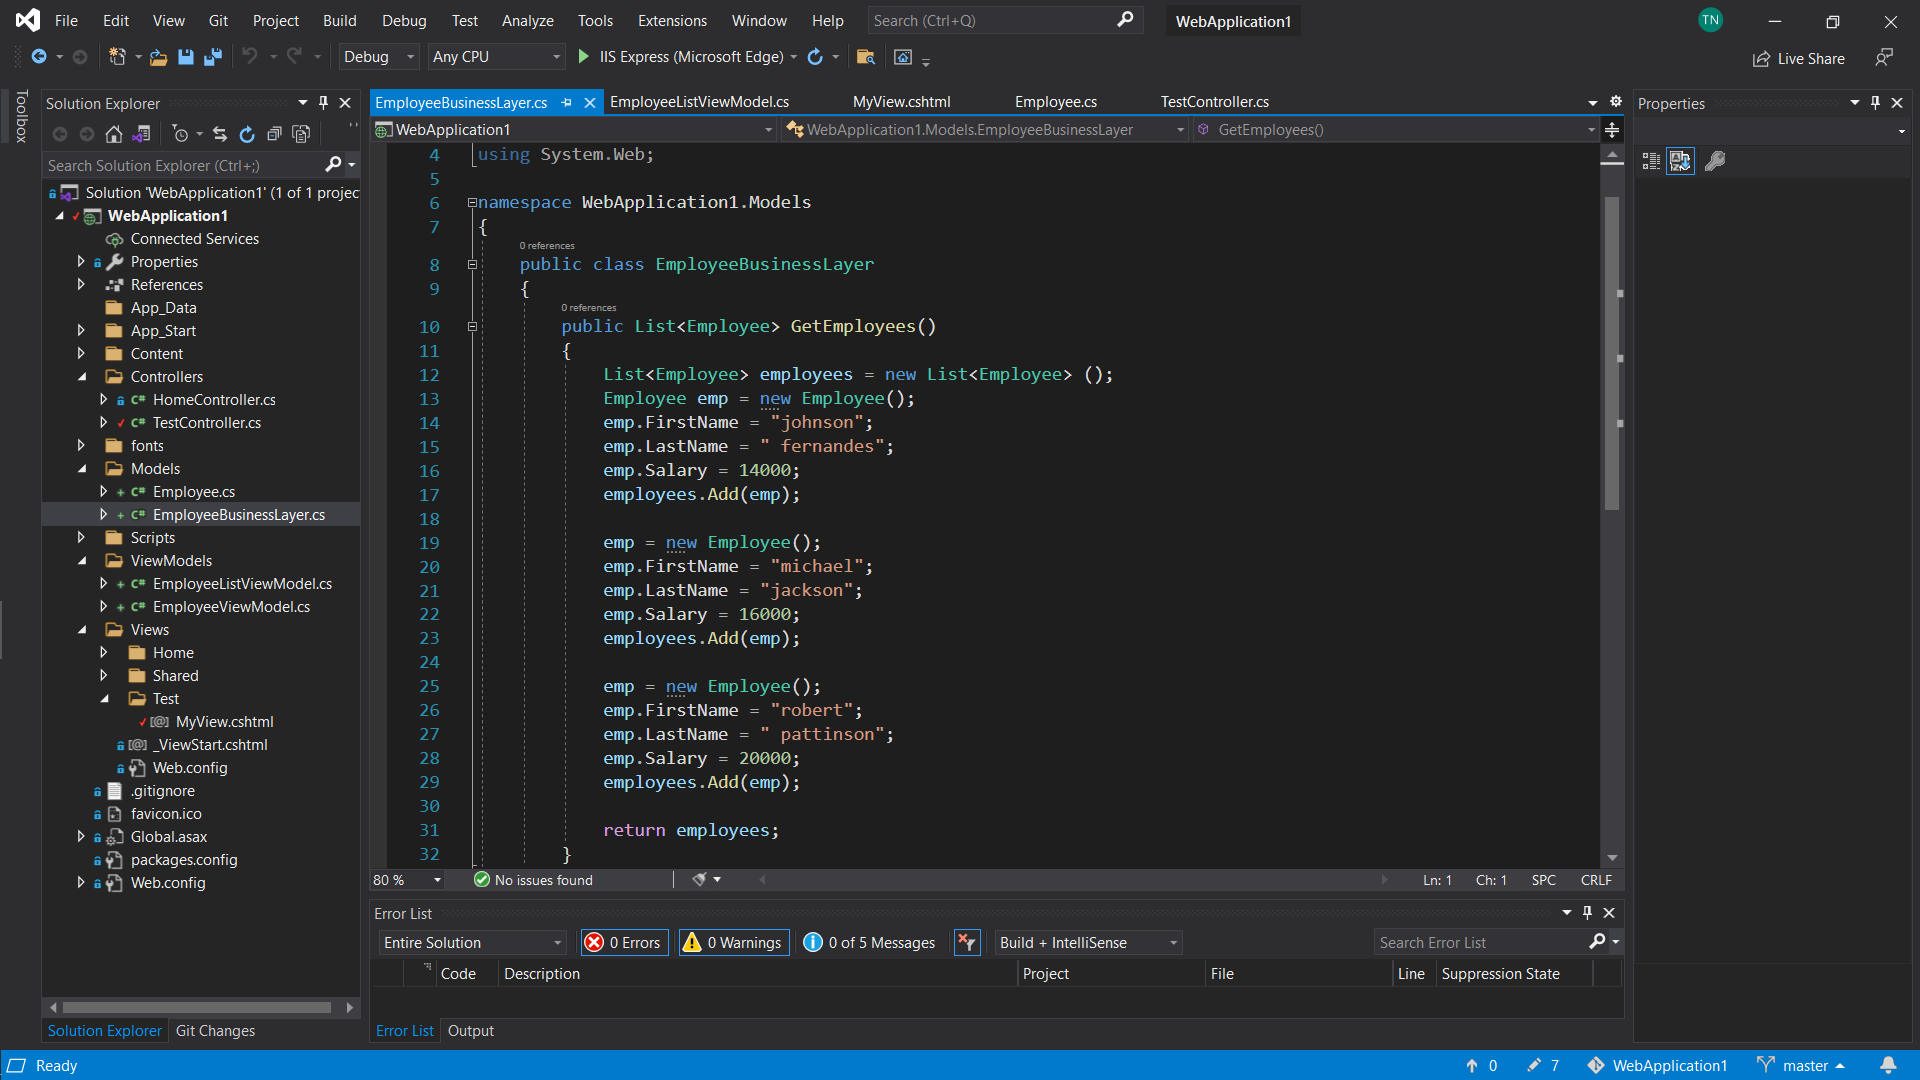 File Edit View Git Project Build Debug Test Analyze Tools Extensions Window Help Search (Ctrl+Q) WebApplication1 TN
Debug Any CPU IIS Express (Microsoft Edge) Live Share
Toolbox
Solution Explorer
Search Solution Explorer (Ctrl+;)
Solution 'WebApplication1' (1 of 1 projec
WebApplication1
Connected Services
Properties
References
App_Data
App_Start
Content
Controllers
C# HomeController.cs
C# TestController.cs
fonts
Models
C# Employee.cs
C# EmployeeBusinessLayer.cs
Scripts
ViewModels
C# EmployeeListViewModel.cs
C# EmployeeViewModel.cs
Views
Home
Shared
Test
[@] MyView.cshtml
[@] _ViewStart.cshtml
Web.config
.gitignore
favicon.ico
Global.asax
packages.config
Web.config
Solution Explorer Git Changes
EmployeeBusinessLayer.cs EmployeeListViewModel.cs MyView.cshtml Employee.cs TestController.cs
WebApplication1 WebApplication1.Models.EmployeeBusinessLayer GetEmployees()
4 using System.Web;
5
6 namespace WebApplication1.Models
7 {
0 references
8 public class EmployeeBusinessLayer
9 {
0 references
10 public List<Employee> GetEmployees()
11 {
12 List<Employee> employees = new List<Employee> ();
13 Employee emp = new Employee();
14 emp.FirstName = "johnson";
15 emp.LastName = " fernandes";
16 emp.Salary = 14000;
17 employees.Add(emp);
18
19 emp = new Employee();
20 emp.FirstName = "michael";
21 emp.LastName = "jackson";
22 emp.Salary = 16000;
23 employees.Add(emp);
24
25 emp = new Employee();
26 emp.FirstName = "robert";
27 emp.LastName = " pattinson";
28 emp.Salary = 20000;
29 employees.Add(emp);
30
31 return employees;
32 }
80 % No issues found Ln: 1 Ch: 1 SPC CRLF
Error List
Entire Solution 0 Errors 0 Warnings 0 of 5 Messages Build + IntelliSense Search Error List
Code Description Project File Line Suppression State
Error List Output
Properties
Ready 0 7 WebApplication1 master